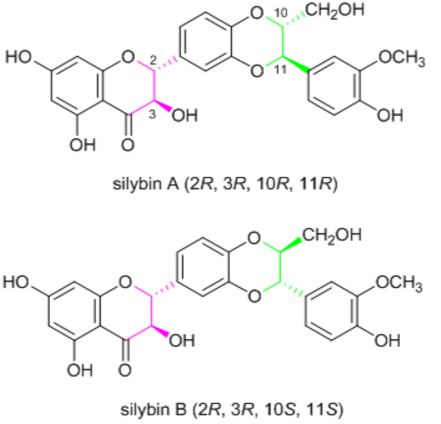 10
CH2OH
O
HO
O
2
O
11
OCH3
3
OH
OH
OH
O
silybin A (2R, 3R, 10R, 11R)
CH2OH
O
HO
O
O
OCH3
OH
OH
OH
O
silybin B (2R, 3R, 10S, 11S)